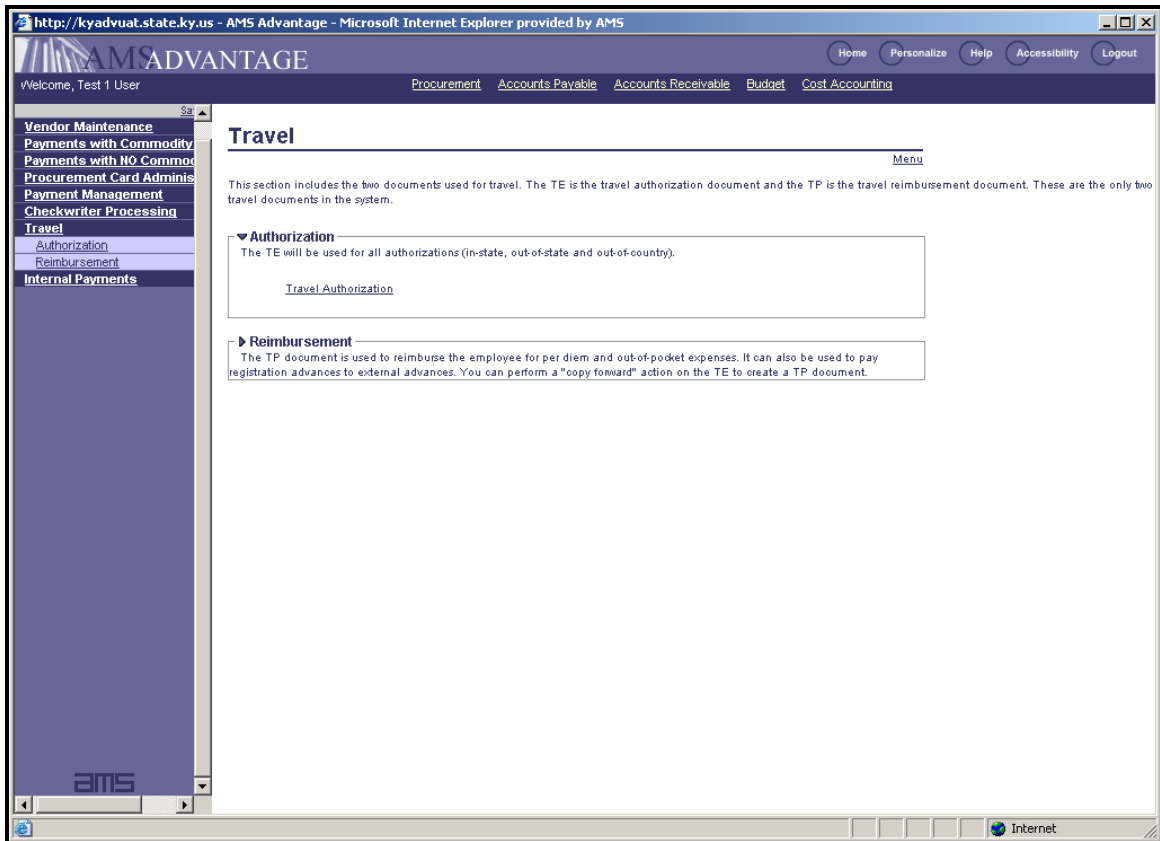 http://kyadvuat.state.ky.us - AMS Advantage - Microsoft Internet Explorer provided by AMS
AMS ADVANTAGE
Home Personalize Help Accessibility Logout
Welcome, Test 1 User
Procurement Accounts Payable Accounts Receivable Budget Cost Accounting
Vendor Maintenance
Payments with Commodity
Payments with NO Commod
Procurement Card Adminis
Payment Management
Checkwriter Processing
Travel
Authorization
Reimbursement
Internal Payments
ams
Travel
Menu
This section includes the two documents used for travel. The TE is the travel authorization document and the TP is the travel reimbursement document. These are the only two
travel documents in the system.
Authorization
The TE will be used for all authorizations (in-state, out-of-state and out-of-country).
Travel Authorization
Reimbursement
The TP document is used to reimburse the employee for per diem and out-of-pocket expenses. It can also be used to pay
registration advances to external advances. You can perform a "copy forward" action on the TE to create a TP document.
Internet